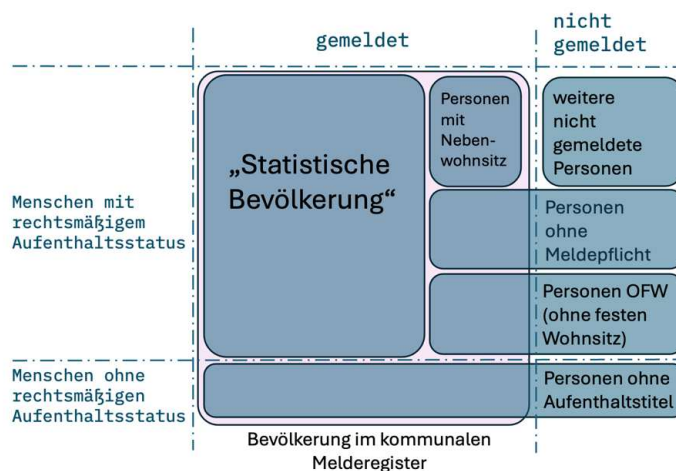 gemeldet
nicht
gemeldet
Menschen mit
rechtsmäßigem
Aufenthaltsstatus
„Statistische
Bevölkerung“
Personen
mit
Neben-
wohnsitz
weitere
nicht
gemeldete
Personen
Personen
ohne
Meldepflicht
Personen OFW
(ohne festen
Wohnsitz)
Menschen ohne
rechtsmäßigen
Aufenthaltsstatus
Personen ohne
Aufenthaltstitel
Bevölkerung im kommunalen
Melderegister